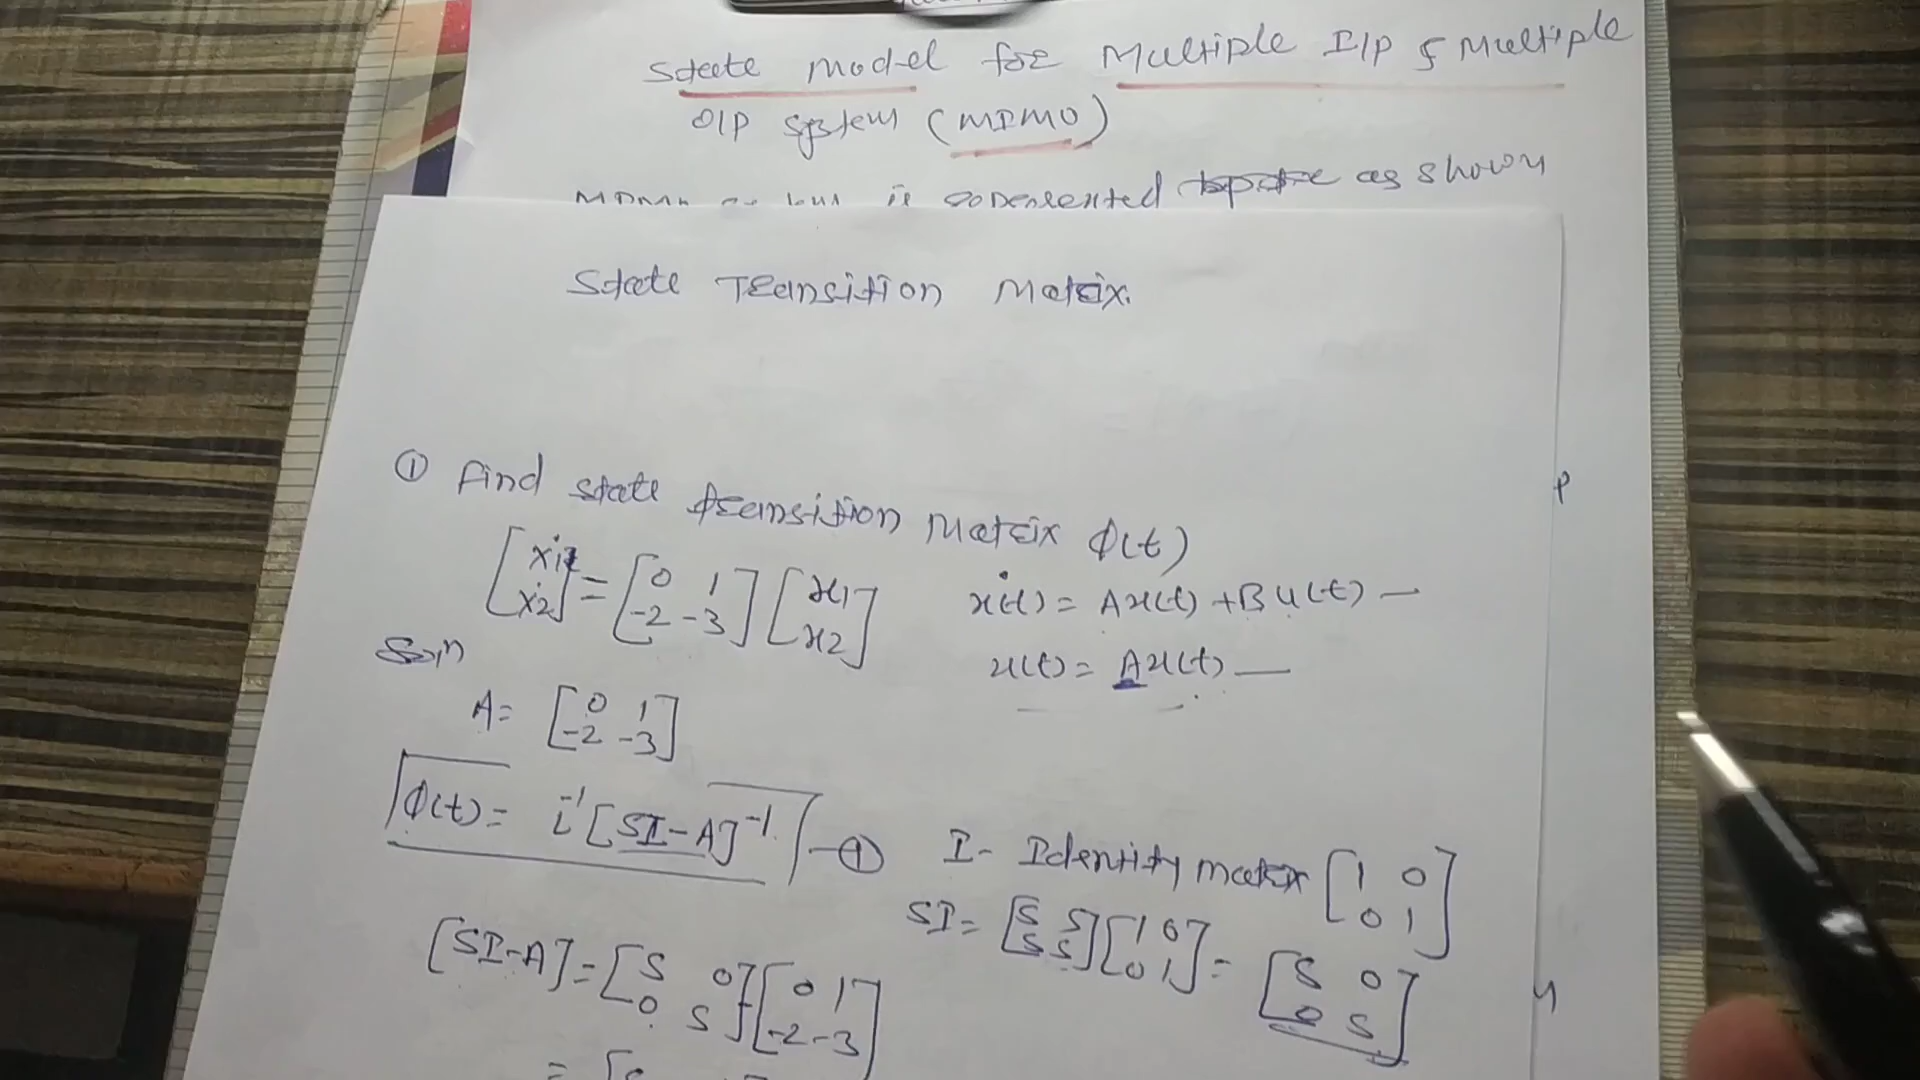 State model for Multiple I/P & Multiple
O/P system (MIMO)
is as shown
State Transition Matrix.
① Find state transition Matrix ϕ(t)
[ẋ1 ẋ2] = [0 1 -2 -3] [x1 x2]
ẋ(t) = Ax(t) + Bu(t) —
x(t) = Ax(t) —
Soln
A = [0 1 -2 -3]
ϕ(t) = L⁻¹[SI-A]⁻¹ — ①
I - Identity matrix [1 0 0 1]
SI = [S S S S] [1 0 0 1] = [S 0 0 S]
[SI-A] = [S 0 0 S] - [0 1 -2 -3]
= [